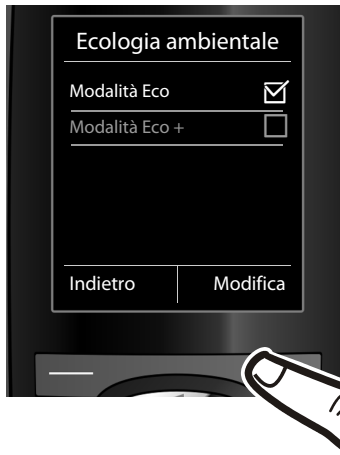 Ecologia ambientale
Modalità Eco
Modalità Eco +
Indietro Modifica